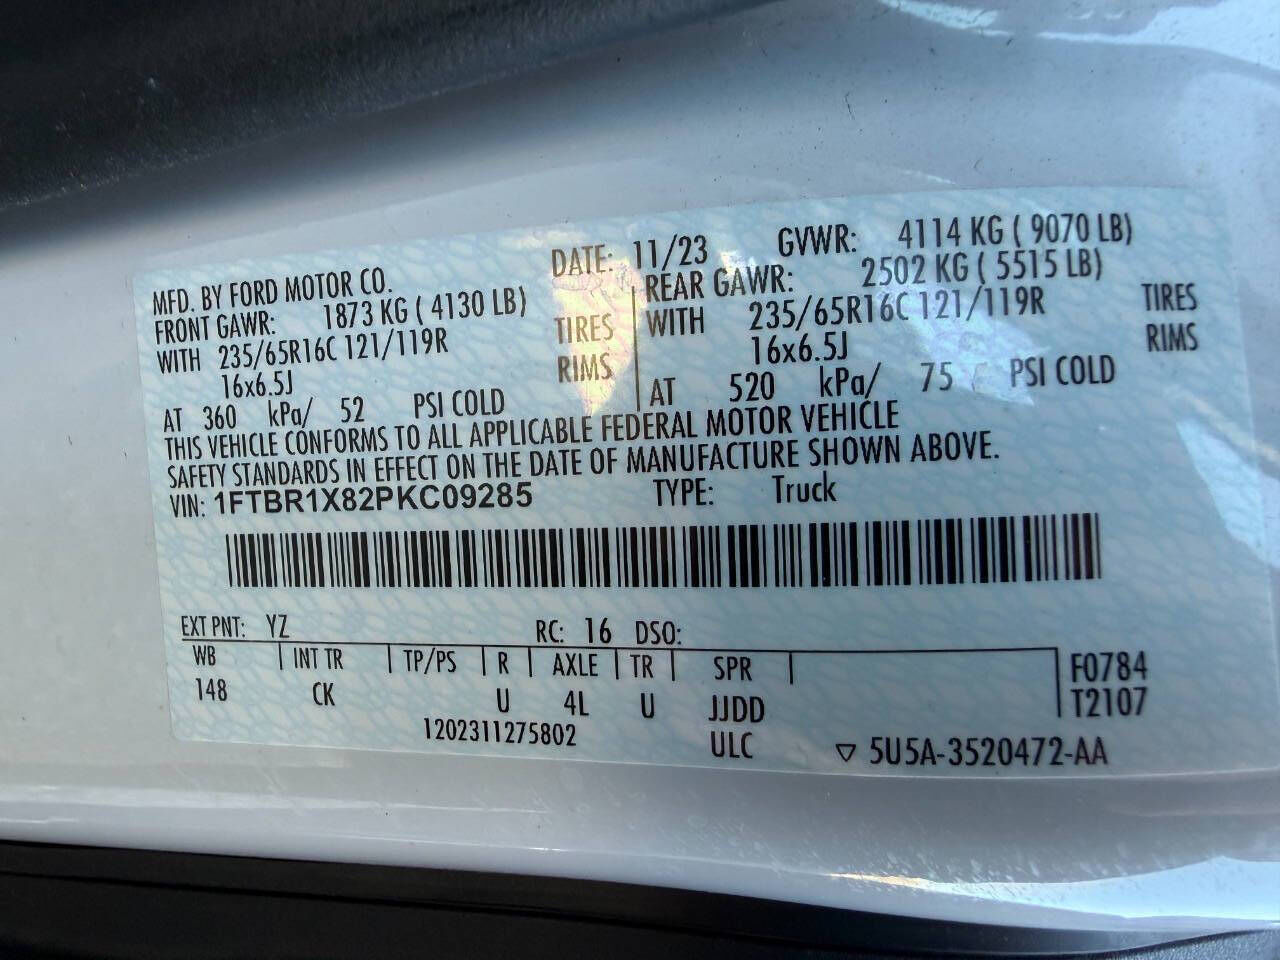 MFD. BY FORD MOTOR CO. DATE: 11/23 GVWR: 4114 KG ( 9070 LB)
FRONT GAWR: 1873 KG ( 4130 LB) REAR GAWR: 2502 KG ( 5515 LB)
WITH 235/65R16C 121/119R TIRES WITH 235/65R16C 121/119R TIRES
16x6.5J RIMS 16x6.5J RIMS
AT 360 kPa/ 52 PSI COLD AT 520 kPa/ 75 PSI COLD
THIS VEHICLE CONFORMS TO ALL APPLICABLE FEDERAL MOTOR VEHICLE
SAFETY STANDARDS IN EFFECT ON THE DATE OF MANUFACTURE SHOWN ABOVE.
VIN: 1FTBR1X82PKC09285 TYPE: Truck
EXT PNT: YZ RC: 16 DSO:
WB INT TR TP/PS R AXLE TR SPR F0784
148 CK U 4L U JJDD T2107
1202311275802 ULC ▽ 5U5A-3520472-AA